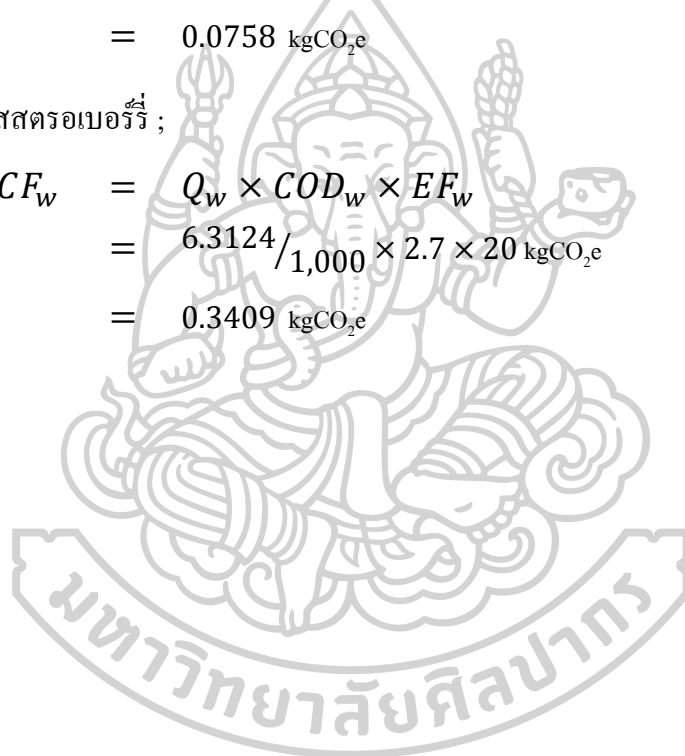 = 0.0758 kgCO₂e
สสตรอเบอร์รี่ ;
CF_w = Q_w × COD_w × EF_w
= 6.3124/1,000 × 2.7 × 20 kgCO₂e
= 0.3409 kgCO₂e
มหาวิทยาลัยศิลปากร